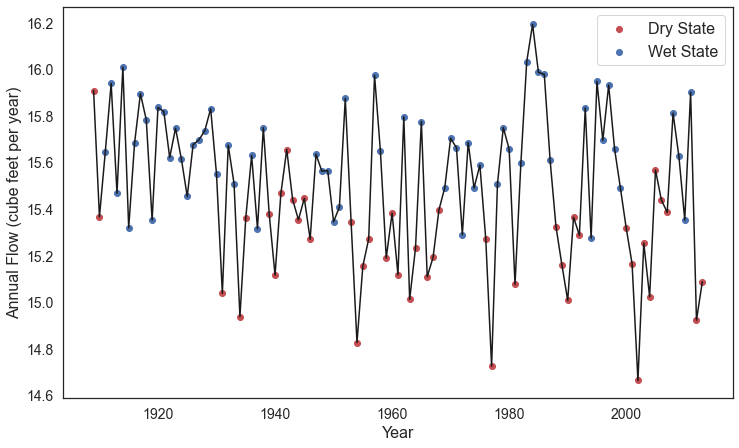 16.2
16.0
15.8
15.6
15.4
15.2
15.0
14.8
14.6
Annual Flow (cube feet per year)
Dry State
Wet State
1920 1940 1960 1980 2000
Year